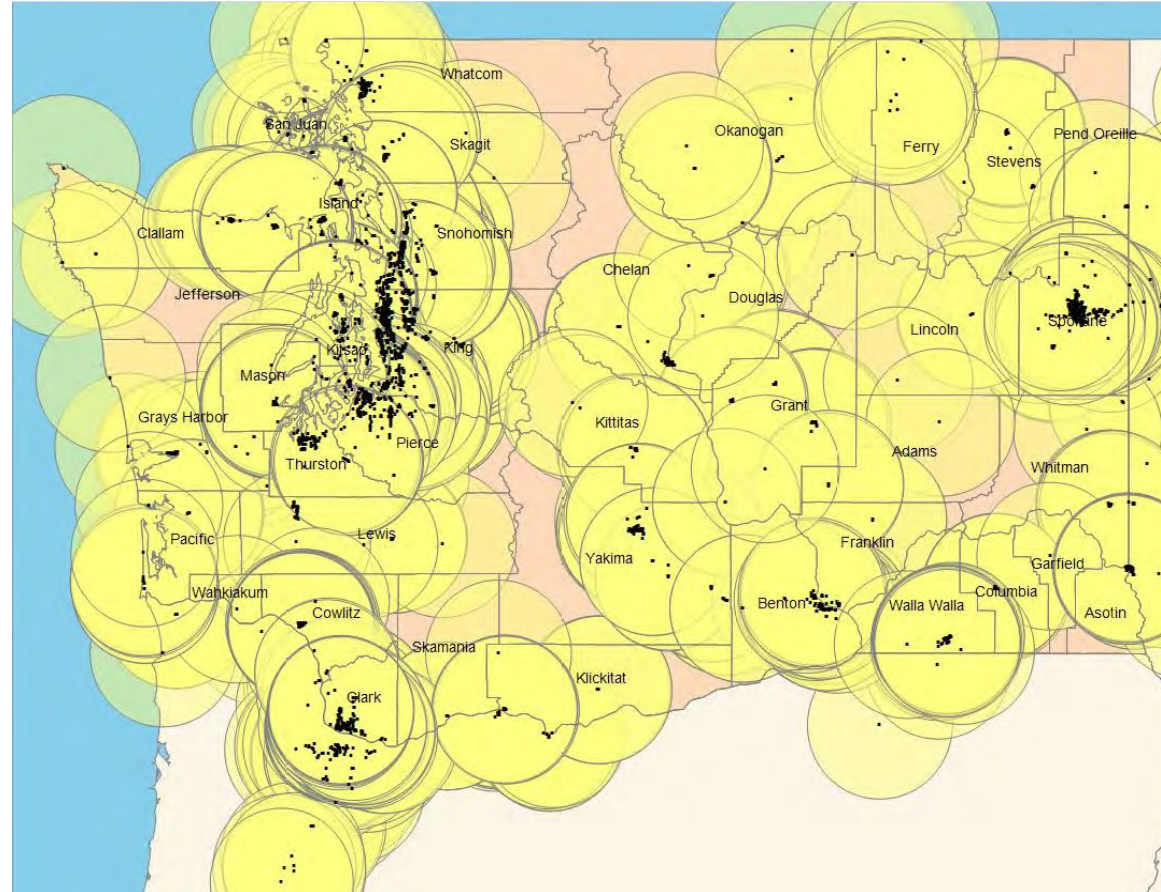 Whatcom
San Juan
Skagit
Okanogan
Ferry
Stevens
Pend Oreille
Island
Clallam
Snohomish
Chelan
Douglas
Jefferson
Lincoln
Spokane
Kitsap
King
Mason
Grant
Grays Harbor
Kittitas
Pierce
Adams
Thurston
Whitman
Lewis
Pacific
Franklin
Yakima
Garfield
Wahkiakum
Columbia
Benton
Walla Walla
Cowlitz
Asotin
Skamania
Klickitat
Clark